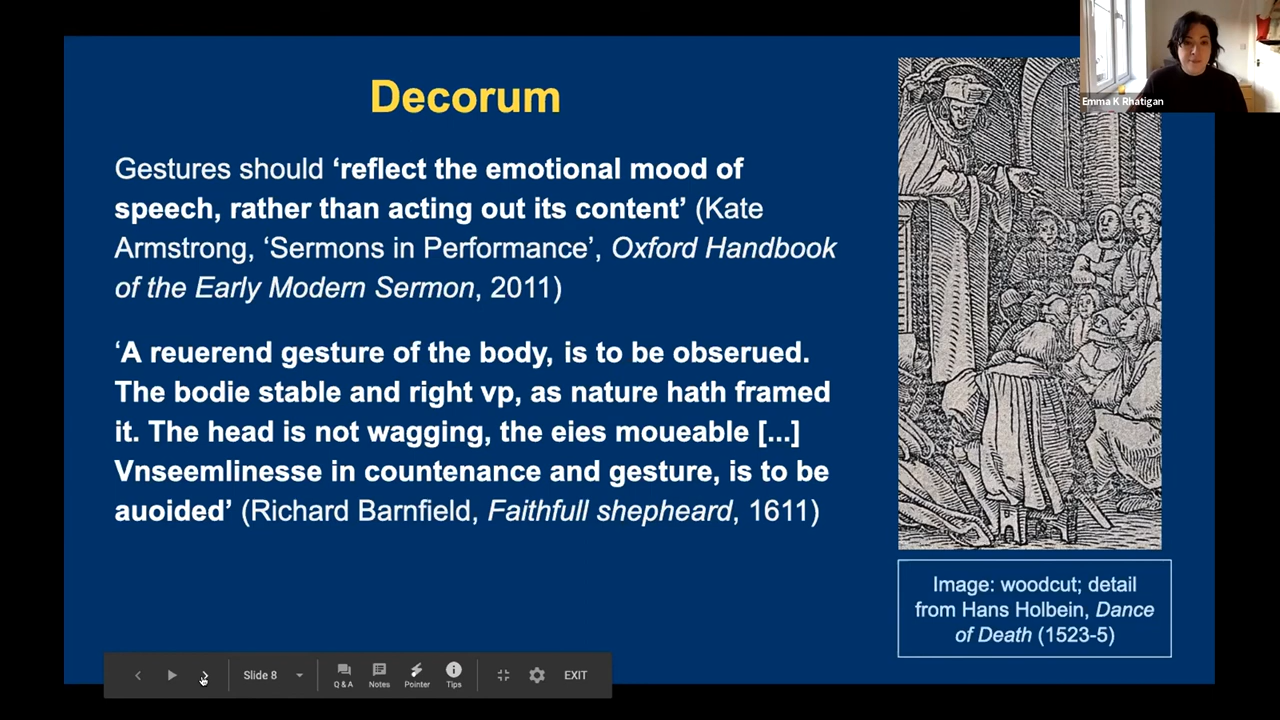 Decorum
Gestures should ‘reflect the emotional mood of
speech, rather than acting out its content’ (Kate
Armstrong, ‘Sermons in Performance’, Oxford Handbook
of the Early Modern Sermon, 2011)
‘A reuerend gesture of the body, is to be obserued.
The bodie stable and right vp, as nature hath framed
it. The head is not wagging, the eies moueable [...]
Vnseemlinesse in countenance and gesture, is to be
auoided’ (Richard Barnfield, Faithfull shepheard, 1611)
Emma K Rhatigan
Image: woodcut; detail
from Hans Holbein, Dance
of Death (1523-5)
Slide 8
Q & A
Notes
Pointer
Tips
EXIT